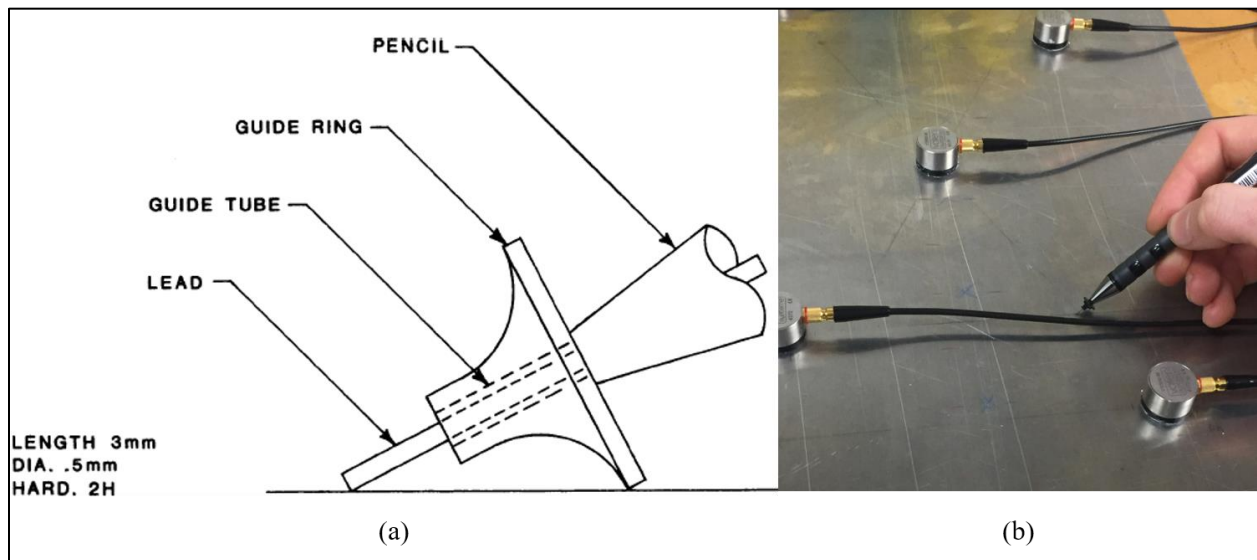 PENCIL
GUIDE RING
GUIDE TUBE
LEAD
LENGTH 3mm
DIA. .5mm
HARD. 2H
(a)
(b)